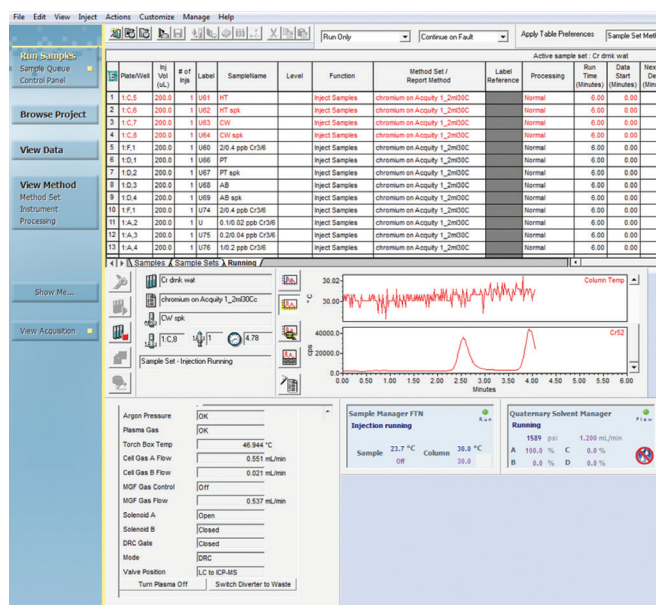 File Edit View Inject Actions Customize Manage Help
Run Only Continue on Fault Apply Table Preferences Sample Set Meth
Run Samples
Sample Queue
Control Panel
Browse Project
View Data
View Method
Method Set
Instrument
Processing
Show Me...
View Acquisition
Active sample set : Cr drnk wat
Plate/Well Inj Vol (uL) # of Injs Label SampleName Level Function Method Set / Report Method Label Reference Processing Run Time (Minutes) Data Start (Minutes) Nex De (Min
1 1:C,5 200.0 1 U61 HT Inject Samples chromium on Acquity 1_2ml30C Normal 6.00 0.00
2 1:C,6 200.0 1 U62 HT spk Inject Samples chromium on Acquity 1_2ml30C Normal 6.00 0.00
3 1:C,7 200.0 1 U63 CW Inject Samples chromium on Acquity 1_2ml30C Normal 6.00 0.00
4 1:C,8 200.0 1 U64 CW spk Inject Samples chromium on Acquity 1_2ml30C Normal 6.00 0.00
5 1:F,1 200.0 1 U60 2/0.4 ppb Cr3/6 Inject Samples chromium on Acquity 1_2ml30C Normal 6.00 0.00
6 1:D,1 200.0 1 U66 PT Inject Samples chromium on Acquity 1_2ml30C Normal 6.00 0.00
7 1:D,2 200.0 1 U67 PT spk Inject Samples chromium on Acquity 1_2ml30C Normal 6.00 0.00
8 1:D,3 200.0 1 U68 AB Inject Samples chromium on Acquity 1_2ml30C Normal 6.00 0.00
9 1:D,4 200.0 1 U69 AB spk Inject Samples chromium on Acquity 1_2ml30C Normal 6.00 0.00
10 1:F,1 200.0 1 U74 2/0.4 ppb Cr3/6 Inject Samples chromium on Acquity 1_2ml30C Normal 6.00 0.00
11 1:A,2 200.0 1 U 0.1/0.02 ppb Cr3/6 Inject Samples chromium on Acquity 1_2ml30C Normal 6.00 0.00
12 1:A,3 200.0 1 U75 0.2/0.04 ppb Cr3/6 Inject Samples chromium on Acquity 1_2ml30C Normal 6.00 0.00
13 1:A,4 200.0 1 U76 1/0.2 ppb Cr3/6 Inject Samples chromium on Acquity 1_2ml30C Normal 6.00 0.00
Samples Sample Sets Running
Cr drnk wat
chromium on Acquity 1_2ml30Cc
CW spk
1:C,8 1 4.78
Sample Set - Injection Running
Column Temp
30.02
°C
30.00
Cr52
40000.0
cps
20000.0
0.00 0.50 1.00 1.50 2.00 2.50 3.00 3.50 4.00 4.50 5.00 5.50 6.00
Minutes
Argon Pressure OK
Plasma Gas OK
Torch Box Temp 46.944 °C
Cell Gas A Flow 0.551 mL/min
Cell Gas B Flow 0.021 mL/min
MGF Gas Control Off
MGF Gas Flow 0.537 mL/min
Solenoid A Open
Solenoid B Closed
DRC Gate Closed
Mode DRC
Valve Position LC to ICP-MS
Turn Plasma Off Switch Diverter to Waste
Sample Manager FTN
Run
Injection running
Sample 23.7 °C Column 30.0 °C
Off 30.0
Quaternary Solvent Manager
Flow
Running
1589 psi 1.200 mL/min
A 100.0 % C 0.0 %
B 0.0 % D 0.0 %